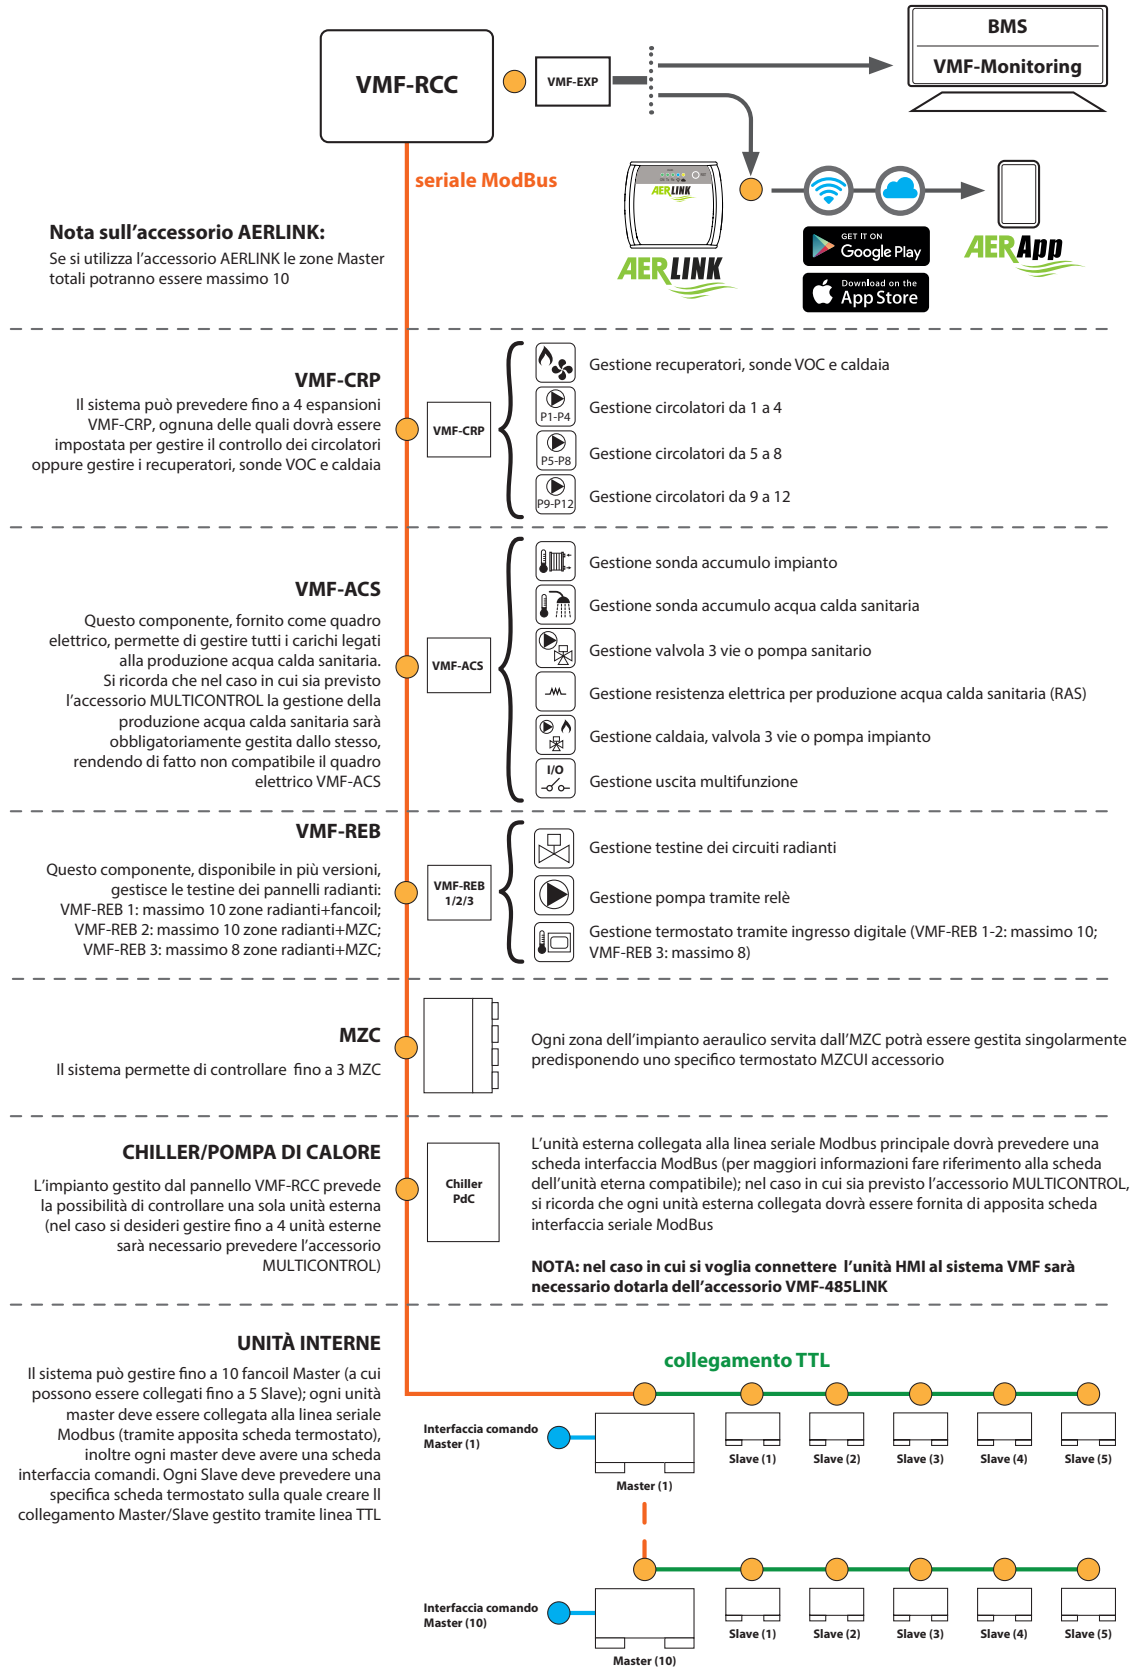 VMF-RCC
VMF-EXP
BMS
VMF-Monitoring
seriale ModBus
AERLINK
AERLINK
GET IT ON
Google Play
Download on the
App Store
AERApp
Nota sull'accessorio AERLINK:
Se si utilizza l'accessorio AERLINK le zone Master
totali potranno essere massimo 10
VMF-CRP
Il sistema può prevedere fino a 4 espansioni
VMF-CRP, ognuna delle quali dovrà essere
impostata per gestire il controllo dei circolatori
oppure gestire i recuperatori, sonde VOC e caldaia
VMF-CRP
Gestione recuperatori, sonde VOC e caldaia
P1-P4
Gestione circolatori da 1 a 4
P5-P8
Gestione circolatori da 5 a 8
P9-P12
Gestione circolatori da 9 a 12
VMF-ACS
Questo componente, fornito come quadro
elettrico, permette di gestire tutti i carichi legati
alla produzione acqua calda sanitaria.
Si ricorda che nel caso in cui sia previsto
l'accessorio MULTICONTROL la gestione della
produzione acqua calda sanitaria sarà
obbligatoriamente gestita dallo stesso,
rendendo di fatto non compatibile il quadro
elettrico VMF-ACS
VMF-ACS
Gestione sonda accumulo impianto
Gestione sonda accumulo acqua calda sanitaria
Gestione valvola 3 vie o pompa sanitario
Gestione resistenza elettrica per produzione acqua calda sanitaria (RAS)
Gestione caldaia, valvola 3 vie o pompa impianto
I/O
Gestione uscita multifunzione
VMF-REB
Questo componente, disponibile in più versioni,
gestisce le testine dei pannelli radianti:
VMF-REB 1: massimo 10 zone radianti+fancoil;
VMF-REB 2: massimo 10 zone radianti+MZC;
VMF-REB 3: massimo 8 zone radianti+MZC;
VMF-REB
1/2/3
Gestione testine dei circuiti radianti
Gestione pompa tramite relè
Gestione termostato tramite ingresso digitale (VMF-REB 1-2: massimo 10;
VMF-REB 3: massimo 8)
MZC
Il sistema permette di controllare fino a 3 MZC
Ogni zona dell'impianto aeraulico servita dall'MZC potrà essere gestita singolarmente
predisponendo uno specifico termostato MZCUI accessorio
CHILLER/POMPA DI CALORE
L'impianto gestito dal pannello VMF-RCC prevede
la possibilità di controllare una sola unità esterna
(nel caso si desideri gestire fino a 4 unità esterne
sarà necessario prevedere l'accessorio
MULTICONTROL)
Chiller
PdC
L'unità esterna collegata alla linea seriale Modbus principale dovrà prevedere una
scheda interfaccia ModBus (per maggiori informazioni fare riferimento alla scheda
dell'unità eterna compatibile); nel caso in cui sia previsto l'accessorio MULTICONTROL,
si ricorda che ogni unità esterna collegata dovrà essere fornita di apposita scheda
interfaccia seriale ModBus
NOTA: nel caso in cui si voglia connettere l'unità HMI al sistema VMF sarà
necessario dotarla dell'accessorio VMF-485LINK
UNITÀ INTERNE
Il sistema può gestire fino a 10 fancoil Master (a cui
possono essere collegati fino a 5 Slave); ogni unità
master deve essere collegata alla linea seriale
Modbus (tramite apposita scheda termostato),
inoltre ogni master deve avere una scheda
interfaccia comandi. Ogni Slave deve prevedere una
specifica scheda termostato sulla quale creare ll
collegamento Master/Slave gestito tramite linea TTL
collegamento TTL
Interfaccia comando
Master (1)
Master (1)
Slave (1)
Slave (2)
Slave (3)
Slave (4)
Slave (5)
Interfaccia comando
Master (10)
Master (10)
Slave (1)
Slave (2)
Slave (3)
Slave (4)
Slave (5)